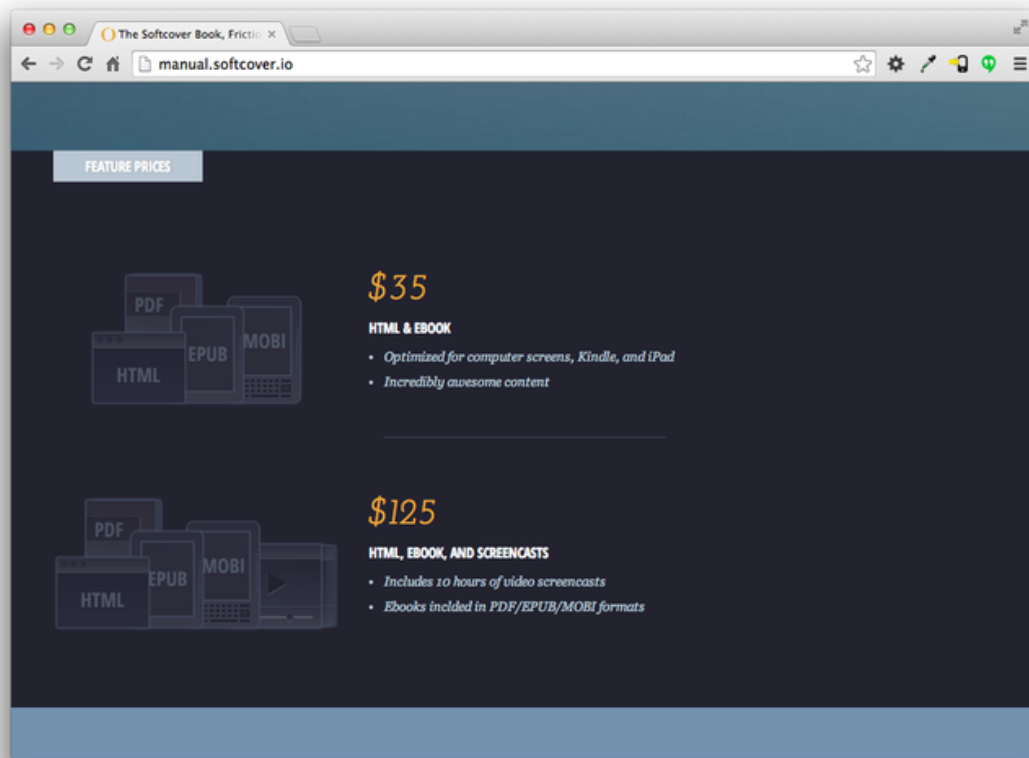 The Softcover Book, Frictio
manual.softcover.io
FEATURE PRICES
PDF
EPUB
MOBI
HTML
$35
HTML & EBOOK
• Optimized for computer screens, Kindle, and iPad
• Incredibly awesome content
PDF
EPUB
MOBI
HTML
$125
HTML, EBOOK, AND SCREENCASTS
• Includes 10 hours of video screencasts
• Ebooks inclded in PDF/EPUB/MOBI formats